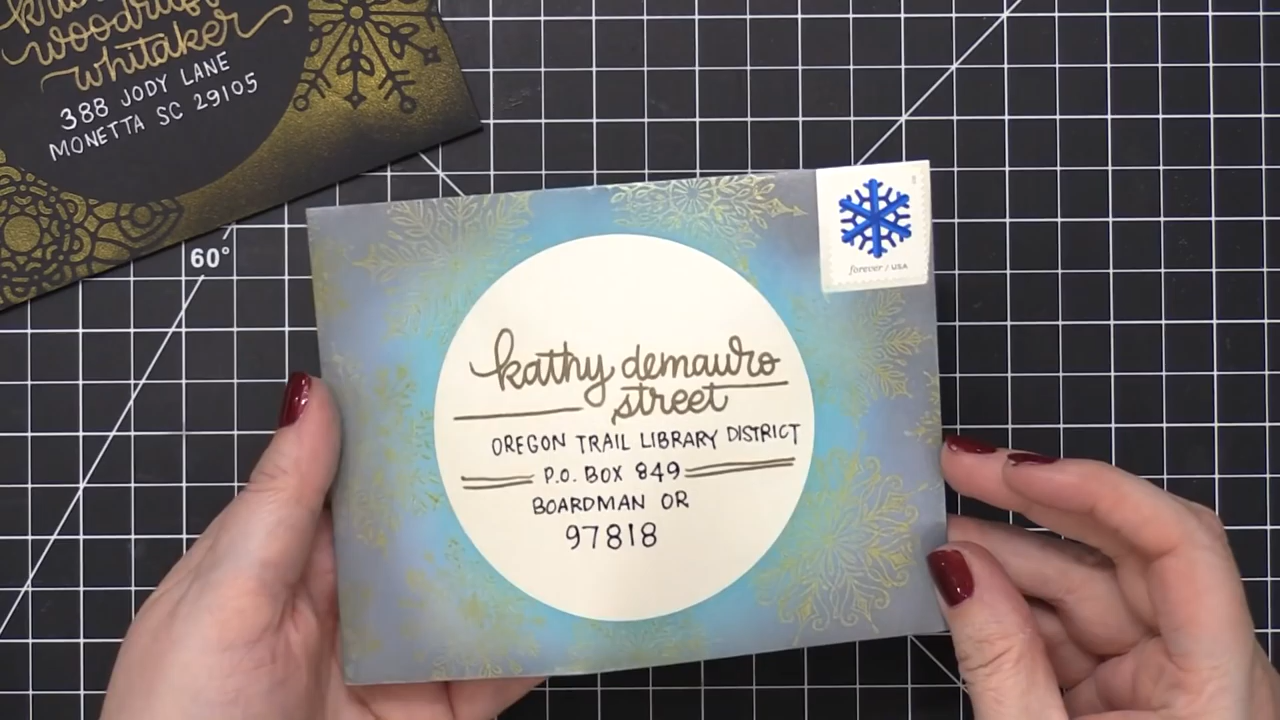 whitaker
388 JODY LANE
MONETTA SC 29105
60°
forever / USA
kathy demauro
street
OREGON TRAIL LIBRARY DISTRICT
P.O. BOX 849
BOARDMAN OR
97818